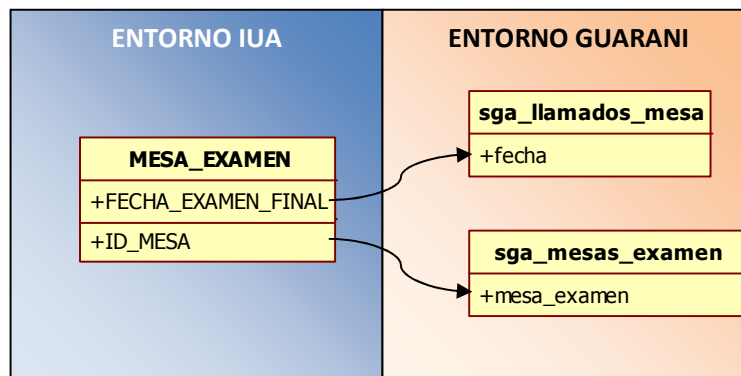 ENTORNO IUA
MESA_EXAMEN
+FECHA_EXAMEN_FINAL
+ID_MESA
ENTORNO GUARANI
sga_llamados_mesa
+fecha
sga_mesas_examen
+mesa_examen